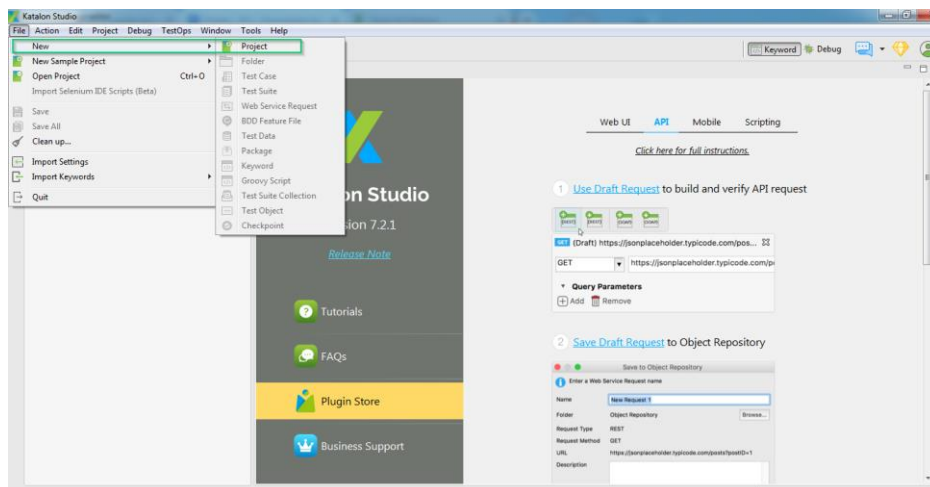 Katalon Studio
File Action Edit Project Debug TestOps Window Tools Help
New
New Sample Project
Open Project Ctrl+O
Import Selenium IDE Scripts (Beta)
Save
Save All
Clean up...
Import Settings
Import Keywords
Quit
Project
Folder
Test Case
Test Suite
Web Service Request
BDD Feature File
Test Data
Package
Keyword
Groovy Script
Test Suite Collection
Test Object
Checkpoint
Keyword Debug
on Studio
sion 7.2.1
Release Note
Tutorials
FAQs
Plugin Store
Business Support
Web UI API Mobile Scripting
Click here for full instructions.
1 Use Draft Request to build and verify API request
GET (Draft) https://jsonplaceholder.typicode.com/pos...
GET https://jsonplaceholder.typicode.com/p
Query Parameters
Add Remove
2 Save Draft Request to Object Repository
Save to Object Repository
Enter a Web Service Request name
Name New Request 1
Folder Object Repository Browse...
Request Type REST
Request Method GET
URL https://jsonplaceholder.typicode.com/posts?postID=1
Description